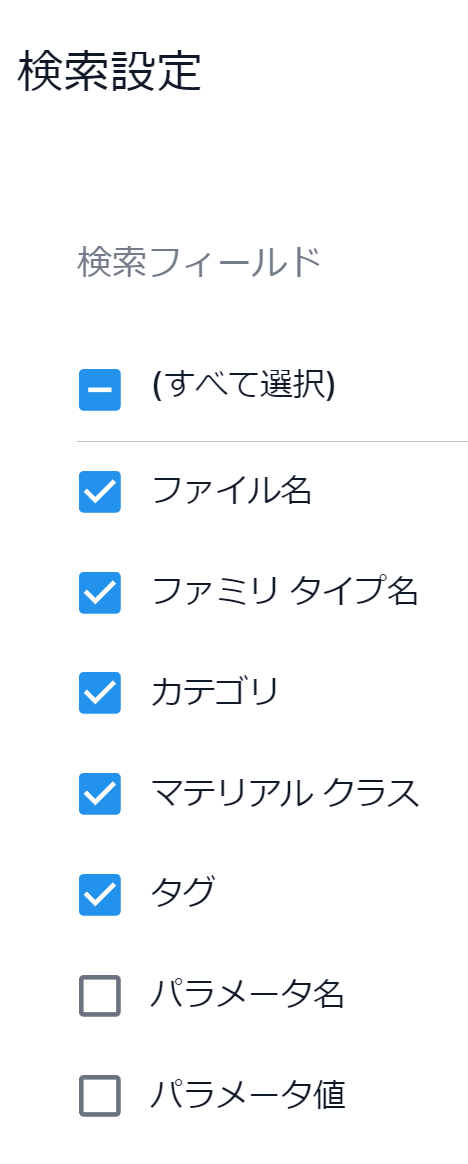 検索設定
検索フィールド
(すべて選択)
ファイル名
ファミリ タイプ名
カテゴリ
マテリアル クラス
タグ
パラメータ名
パラメータ値